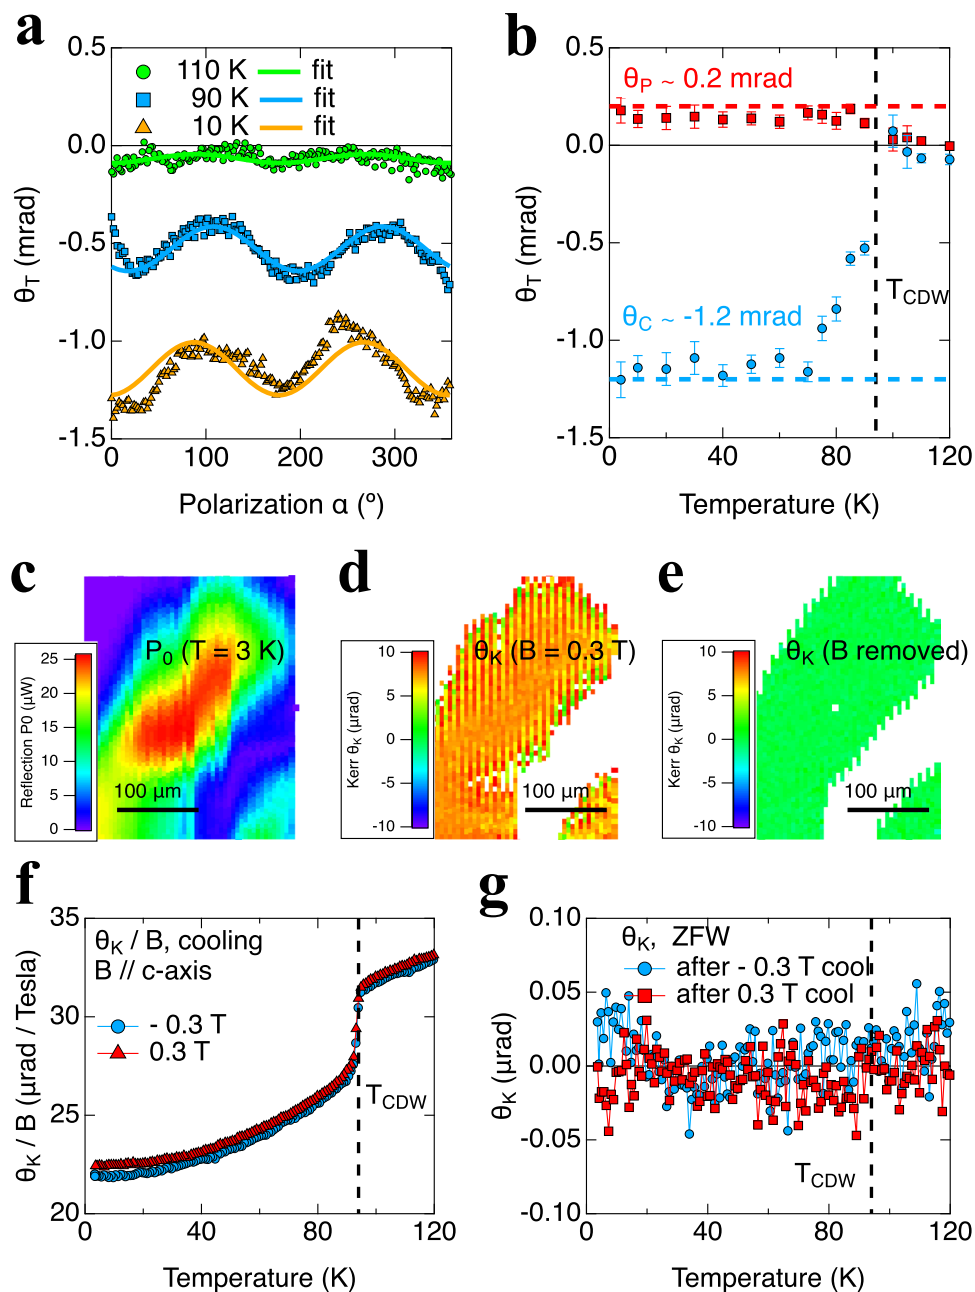 a
0.5
0.0
-0.5
-1.0
-1.5
θT (mrad)
110 K fit
90 K fit
10 K fit
0 100 200 300
Polarization α (º)
b
0.5
0.0
-0.5
-1.0
-1.5
θT (mrad)
θP ~ 0.2 mrad
TCDW
θC ~ -1.2 mrad
0 40 80 120
Temperature (K)
c
P0 (T = 3 K)
Reflection P0 (µW)
25
20
15
10
5
0
100 µm
d
θK (B = 0.3 T)
Kerr θK (µrad)
10
5
0
-5
-10
100 µm
e
θK (B removed)
Kerr θK (µrad)
10
5
0
-5
-10
100 µm
f
35
30
25
20
θK / B (µrad / Tesla)
θK / B, cooling
B // c-axis
- 0.3 T
0.3 T
TCDW
0 40 80 120
Temperature (K)
g
0.10
0.05
0.00
-0.05
-0.10
θK (µrad)
θK, ZFW
after - 0.3 T cool
after 0.3 T cool
TCDW
0 40 80 120
Temperature (K)